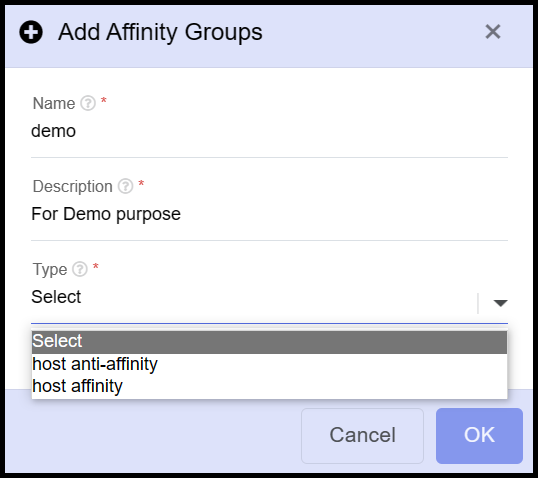 Add Affinity Groups
Name ? *
demo
Description ? *
For Demo purpose
Type ? *
Select
Select
host anti-affinity
host affinity
Cancel
OK